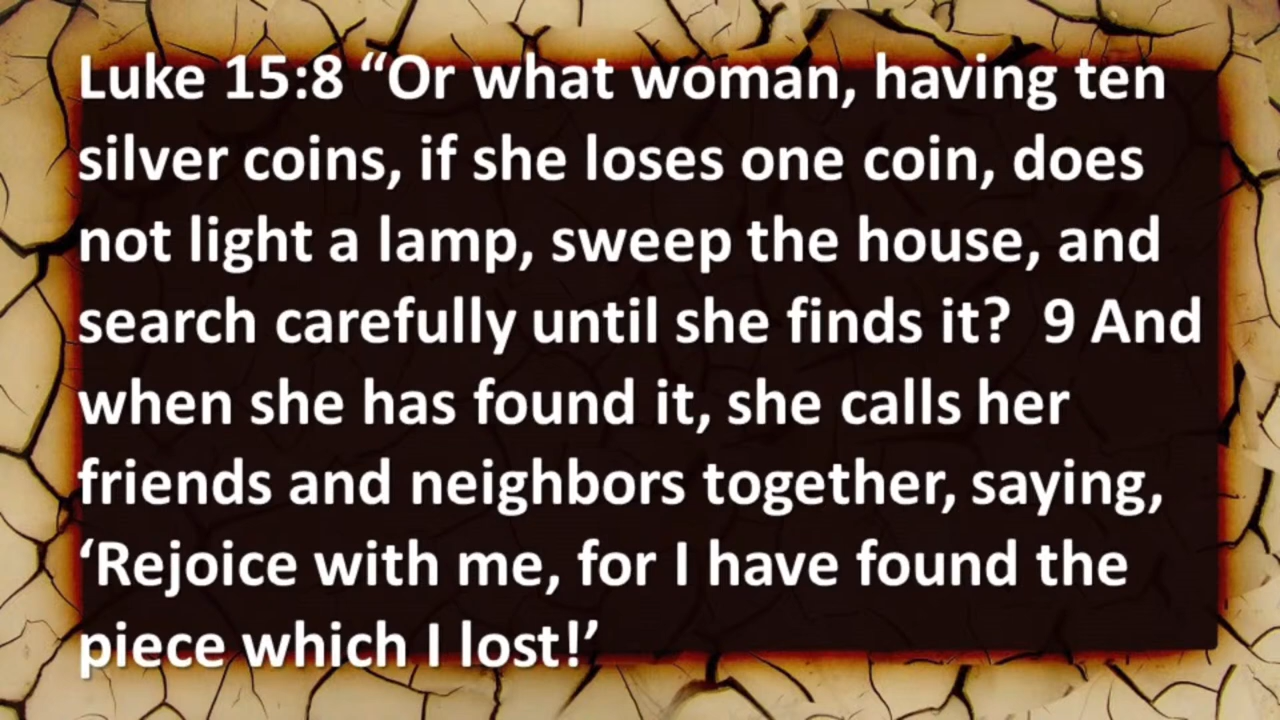 Luke 15:8 “Or what woman, having ten
silver coins, if she loses one coin, does
not light a lamp, sweep the house, and
search carefully until she finds it?  9 And
when she has found it, she calls her
friends and neighbors together, saying,
‘Rejoice with me, for I have found the
piece which I lost!’